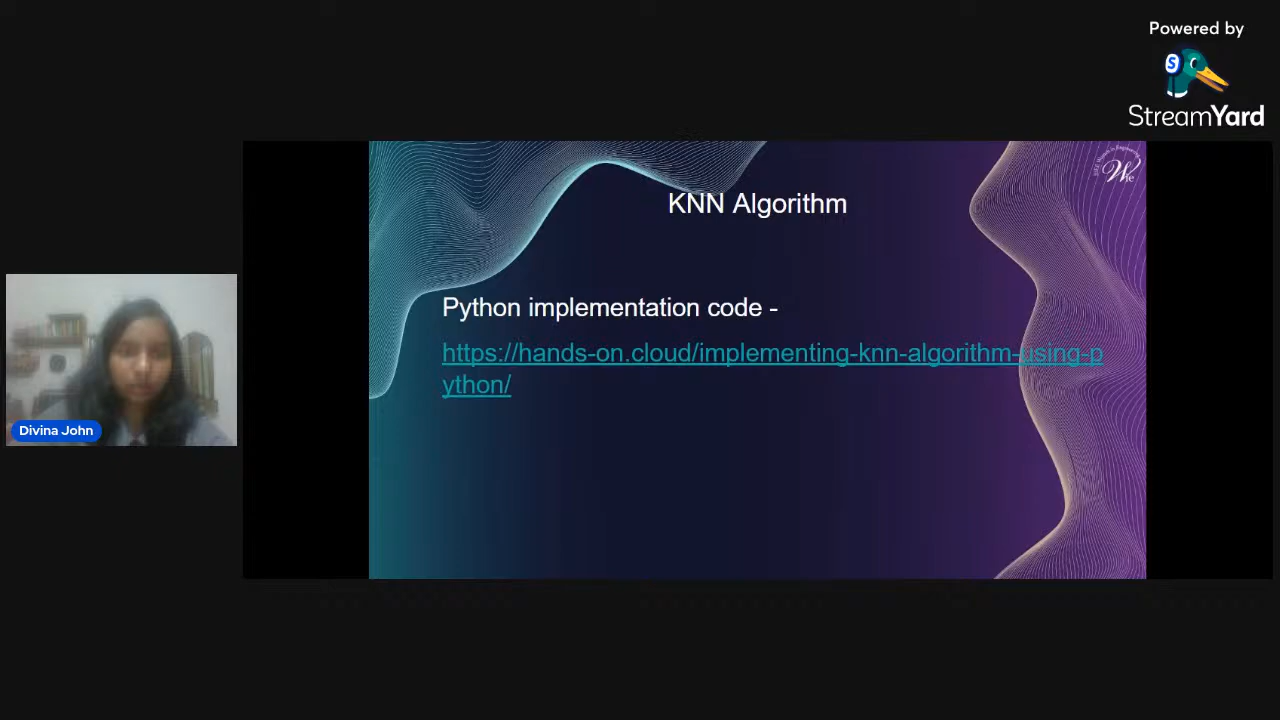 Powered by
S
StreamYard
KNN Algorithm
Python implementation code -
https://hands-on.cloud/implementing-knn-algorithm-using-p
ython/
Divina John